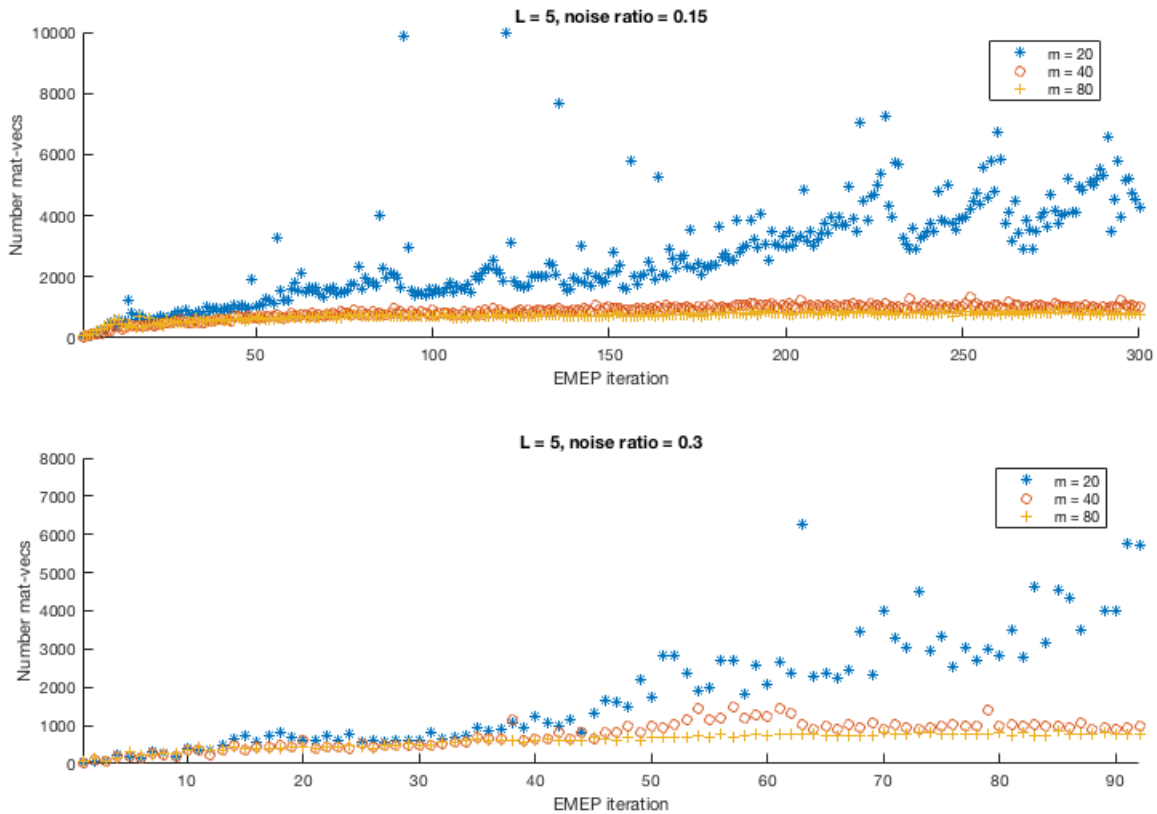 L = 5, noise ratio = 0.15
Number mat-vecs
10000
8000
6000
4000
2000
0
m = 20
m = 40
m = 80
50
100
150
200
250
300
EMEP iteration
L = 5, noise ratio = 0.3
Number mat-vecs
8000
7000
6000
5000
4000
3000
2000
1000
0
m = 20
m = 40
m = 80
10
20
30
40
50
60
70
80
90
EMEP iteration